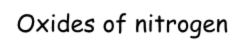 Oxides of nitrogen